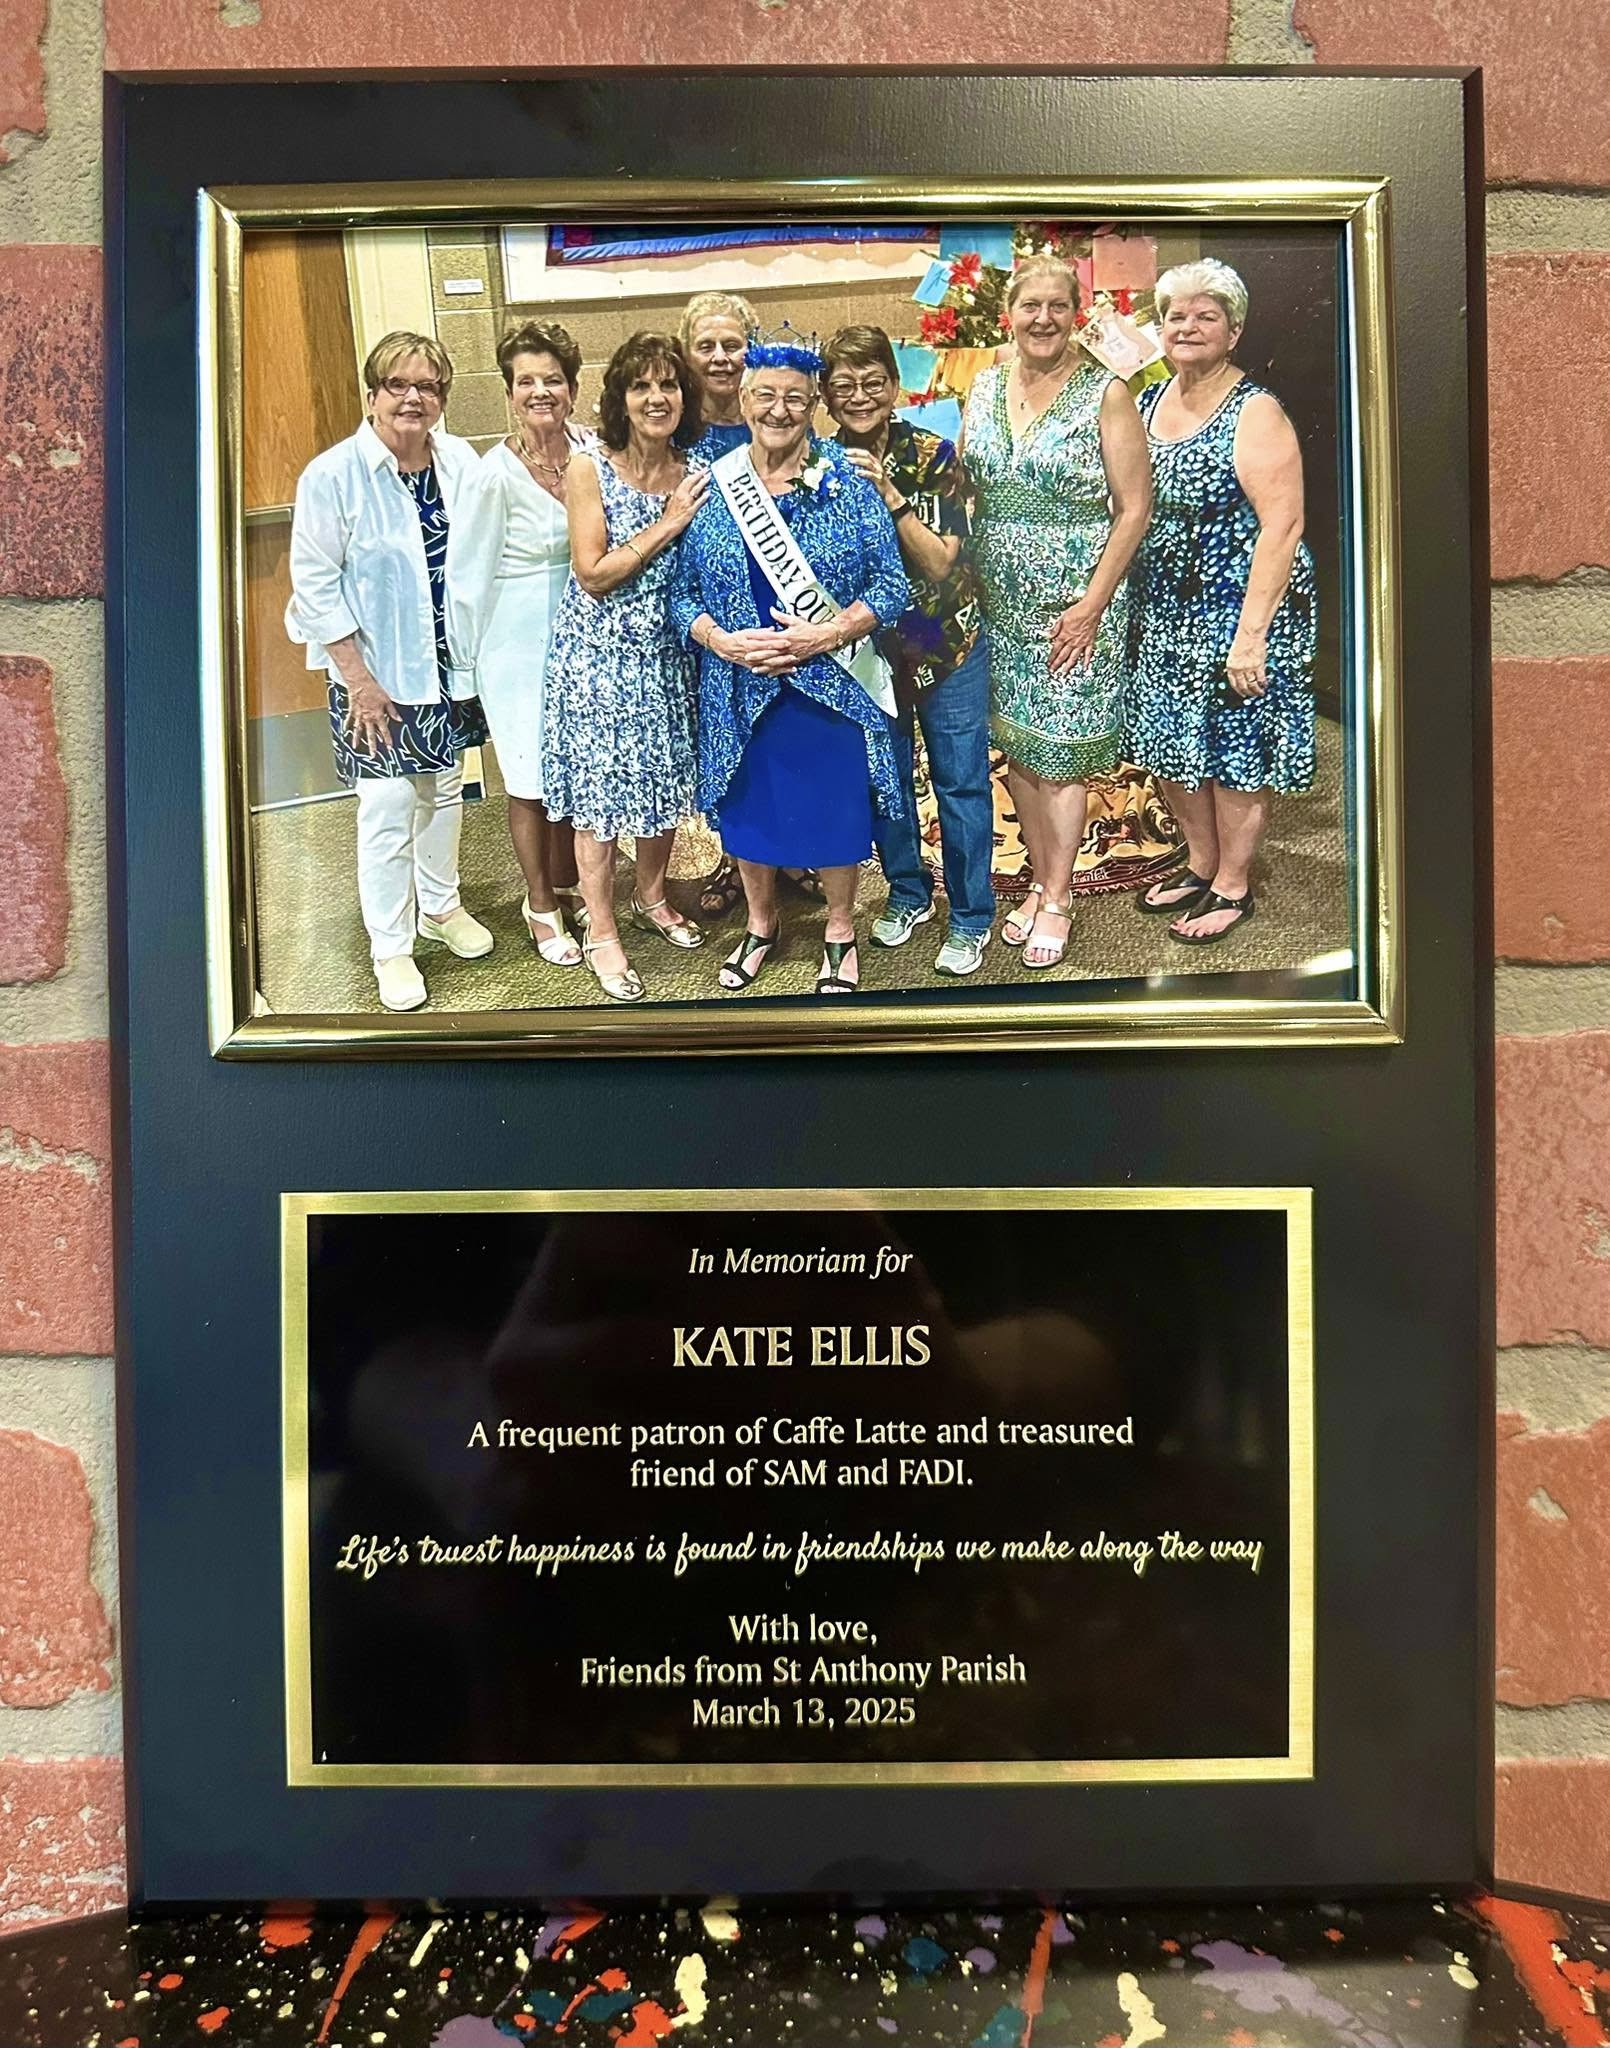 BIRTHDAY QU
In Memoriam for
KATE ELLIS
A frequent patron of Caffe Latte and treasured
friend of SAM and FADI.
Life's truest happiness is found in friendships we make along the way
With love,
Friends from St Anthony Parish
March 13, 2025